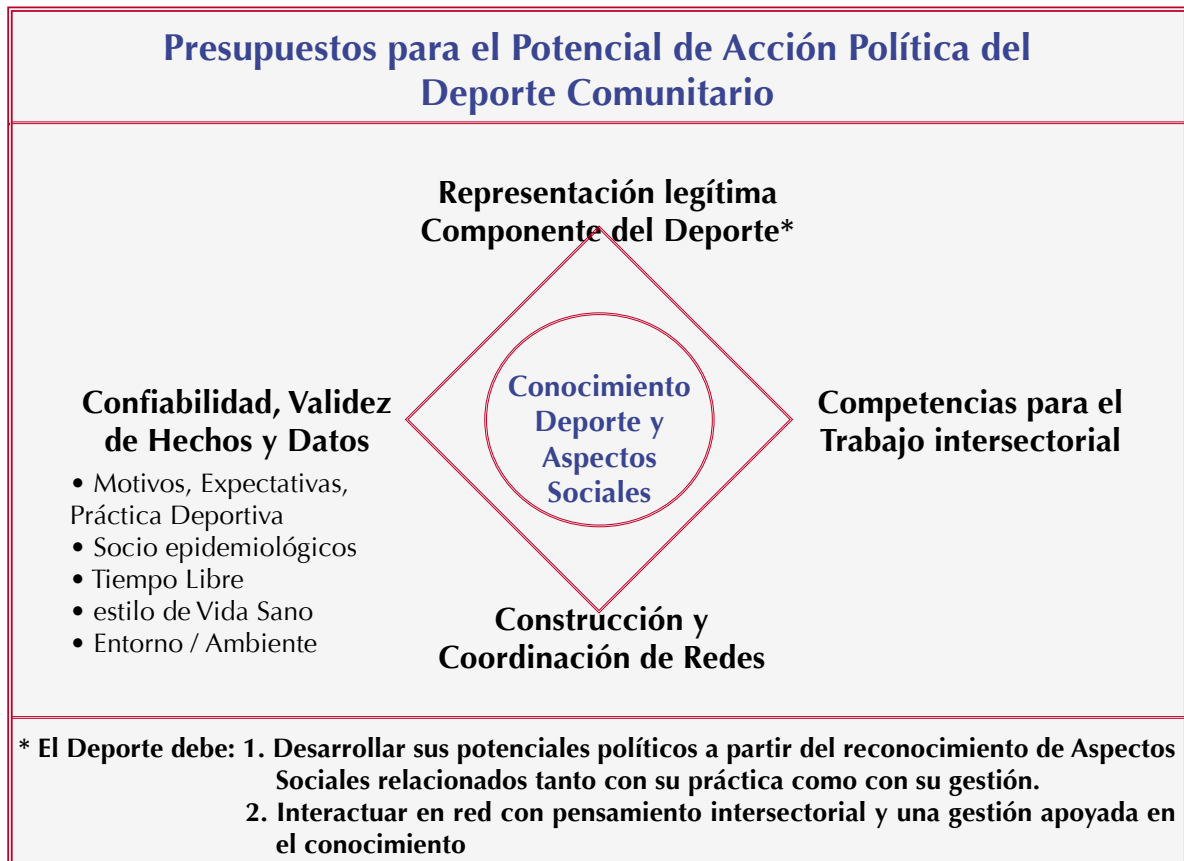 Presupuestos para el Potencial de Acción Política del
Deporte Comunitario
Representación legítima
Componente del Deporte*
Confiabilidad, Validez
de Hechos y Datos
• Motivos, Expectativas,
Práctica Deportiva
• Socio epidemiológicos
• Tiempo Libre
• estilo de Vida Sano
• Entorno / Ambiente
Conocimiento
Deporte y
Aspectos
Sociales
Competencias para el
Trabajo intersectorial
Construcción y
Coordinación de Redes
* El Deporte debe: 1. Desarrollar sus potenciales políticos a partir del reconocimiento de Aspectos
Sociales relacionados tanto con su práctica como con su gestión.
2. Interactuar en red con pensamiento intersectorial y una gestión apoyada en
el conocimiento